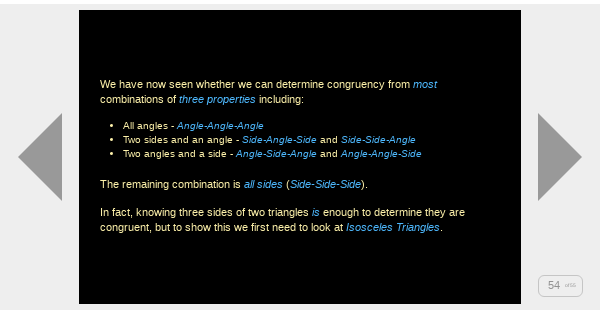 We have now seen whether we can determine congruency from most
combinations of three properties including:
• All angles - Angle-Angle-Angle
• Two sides and an angle - Side-Angle-Side and Side-Side-Angle
• Two angles and a side - Angle-Side-Angle and Angle-Angle-Side
The remaining combination is all sides (Side-Side-Side).
In fact, knowing three sides of two triangles is enough to determine they are
congruent, but to show this we first need to look at Isosceles Triangles.
54